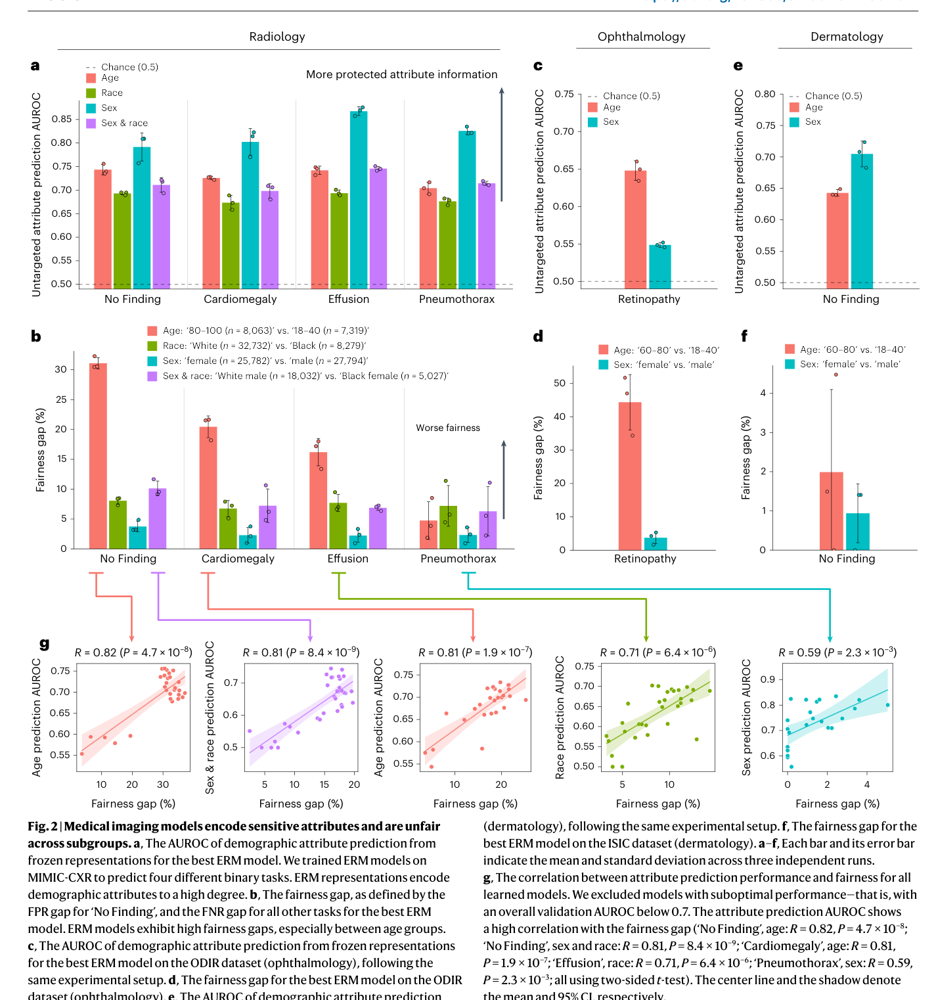 Radiology
Ophthalmology
Dermatology
a
Chance (0.5)
Age
Race
Sex
Sex & race
More protected attribute information
Untargeted attribute prediction AUROC
0.85
0.80
0.75
0.70
0.65
0.60
0.55
0.50
No Finding
Cardiomegaly
Effusion
Pneumothorax
c
Chance (0.5)
Age
Sex
Untargeted attribute prediction AUROC
0.75
0.70
0.65
0.60
0.55
0.50
Retinopathy
e
Chance (0.5)
Age
Sex
Untargeted attribute prediction AUROC
0.80
0.75
0.70
0.65
0.60
0.55
0.50
No Finding
b
Age: ‘80–100 (n = 8,063)’ vs. ‘18–40 (n = 7,319)’
Race: ‘White (n = 32,732)’ vs. ‘Black (n = 8,279)’
Sex: ‘female (n = 25,782)’ vs. ‘male (n = 27,794)’
Sex & race: ‘White male (n = 18,032)’ vs. ‘Black female (n = 5,027)’
Worse fairness
Fairness gap (%)
30
25
20
15
10
5
0
No Finding
Cardiomegaly
Effusion
Pneumothorax
d
Age: ‘60–80’ vs. ‘18–40’
Sex: ‘female’ vs. ‘male’
Fairness gap (%)
50
40
30
20
10
0
Retinopathy
f
Age: ‘60–80’ vs. ‘18–40’
Sex: ‘female’ vs. ‘male’
Fairness gap (%)
4
3
2
1
0
No Finding
g
R = 0.82 (P = 4.7 × 10⁻⁸)
Age prediction AUROC
0.75
0.70
0.65
0.60
0.55
10 20 30
Fairness gap (%)
R = 0.81 (P = 8.4 × 10⁻⁹)
Sex & race prediction AUROC
0.7
0.6
0.5
5 10 15 20
Fairness gap (%)
R = 0.81 (P = 1.9 × 10⁻⁷)
Age prediction AUROC
0.75
0.70
0.65
0.60
0.55
10 20
Fairness gap (%)
R = 0.71 (P = 6.4 × 10⁻⁶)
Race prediction AUROC
0.75
0.70
0.65
0.60
0.55
0.50
5 10
Fairness gap (%)
R = 0.59 (P = 2.3 × 10⁻³)
Sex prediction AUROC
0.9
0.8
0.7
0.6
0 2 4
Fairness gap (%)
Fig. 2 | Medical imaging models encode sensitive attributes and are unfair
across subgroups. a, The AUROC of demographic attribute prediction from
frozen representations for the best ERM model. We trained ERM models on
MIMIC-CXR to predict four different binary tasks. ERM representations encode
demographic attributes to a high degree. b, The fairness gap, as defined by the
FPR gap for ‘No Finding’, and the FNR gap for all other tasks for the best ERM
model. ERM models exhibit high fairness gaps, especially between age groups.
c, The AUROC of demographic attribute prediction from frozen representations
for the best ERM model on the ODIR dataset (ophthalmology), following the
same experimental setup. d, The fairness gap for the best ERM model on the ODIR
dataset (ophthalmology). e, The AUROC of demographic attribute prediction
(dermatology), following the same experimental setup. f, The fairness gap for the
best ERM model on the ISIC dataset (dermatology). a–f, Each bar and its error bar
indicate the mean and standard deviation across three independent runs.
g, The correlation between attribute prediction performance and fairness for all
learned models. We excluded models with suboptimal performance—that is, with
an overall validation AUROC below 0.7. The attribute prediction AUROC shows
a high correlation with the fairness gap (‘No Finding’, age: R = 0.82, P = 4.7 × 10⁻⁸;
‘No Finding’, sex and race: R = 0.81, P = 8.4 × 10⁻⁹; ‘Cardiomegaly’, age: R = 0.81,
P = 1.9 × 10⁻⁷; ‘Effusion’, race: R = 0.71, P = 6.4 × 10⁻⁶; ‘Pneumothorax’, sex: R = 0.59,
P = 2.3 × 10⁻³; all using two-sided t-test). The center line and the shadow denote
the mean and 95% CI, respectively.